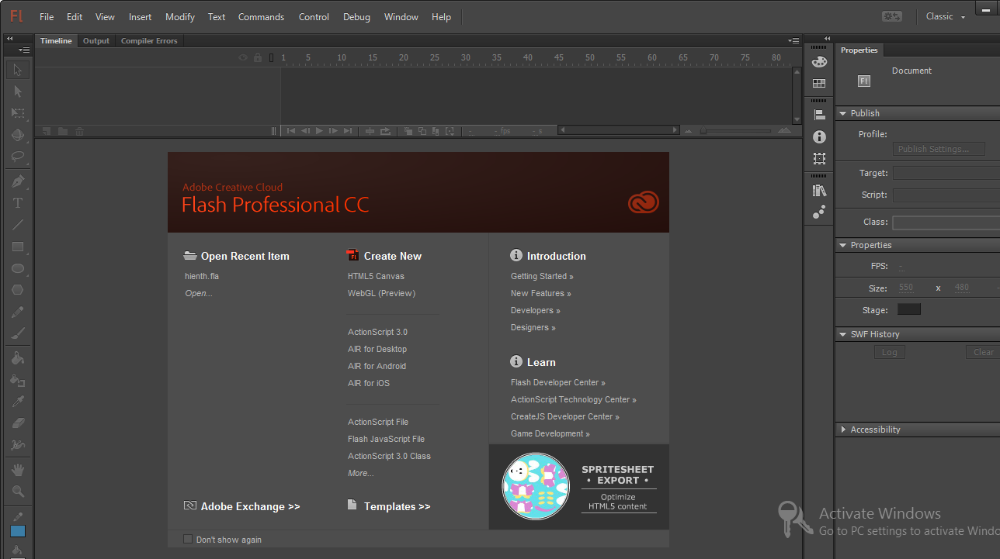 Fl File Edit View Insert Modify Text Commands Control Debug Window Help Classic
Timeline Output Compiler Errors
1 5 10 15 20 25 30 35 40 45 50 55 60 65 70 75 80
- - fps - s
Adobe Creative Cloud
Flash Professional CC
Open Recent Item
hienth.fla
Open...
Adobe Exchange >>
Create New
HTML5 Canvas
WebGL (Preview)
ActionScript 3.0
AIR for Desktop
AIR for Android
AIR for iOS
ActionScript File
Flash JavaScript File
ActionScript 3.0 Class
More...
Templates >>
Introduction
Getting Started »
New Features »
Developers »
Designers »
Learn
Flash Developer Center »
ActionScript Technology Center »
CreateJS Developer Center »
Game Development »
SPRITESHEET
• EXPORT •
Optimize
HTML5 content
Don't show again
Properties
Fl Document
Publish
Profile:
Publish Settings...
Target:
Script:
Class:
Properties
FPS: -
Size: 550 x 480
Stage:
SWF History
Log Clear
Accessibility
Activate Windows
Go to PC settings to activate Windo